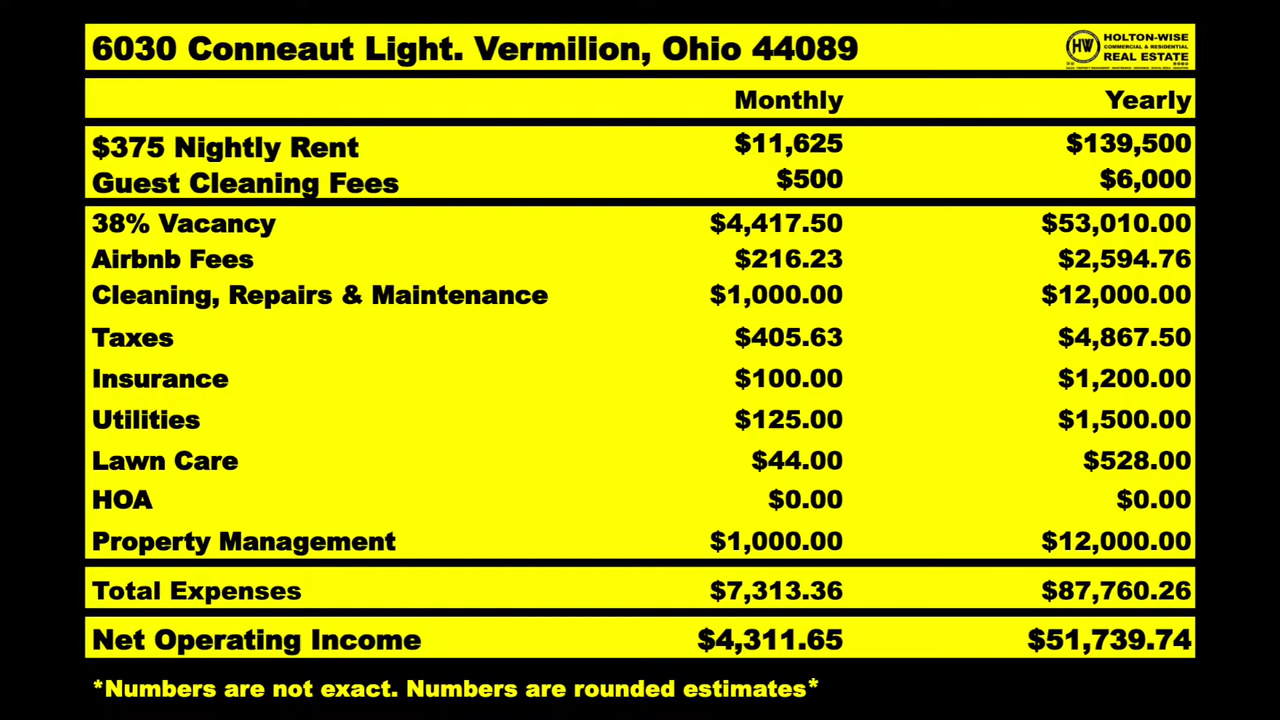 6030 Conneaut Light. Vermilion, Ohio 44089
HW HOLTON-WISE
COMMERCIAL & RESIDENTIAL
REAL ESTATE
Monthly Yearly
$375 Nightly Rent $11,625 $139,500
Guest Cleaning Fees $500 $6,000
38% Vacancy $4,417.50 $53,010.00
Airbnb Fees $216.23 $2,594.76
Cleaning, Repairs & Maintenance $1,000.00 $12,000.00
Taxes $405.63 $4,867.50
Insurance $100.00 $1,200.00
Utilities $125.00 $1,500.00
Lawn Care $44.00 $528.00
HOA $0.00 $0.00
Property Management $1,000.00 $12,000.00
Total Expenses $7,313.36 $87,760.26
Net Operating Income $4,311.65 $51,739.74
*Numbers are not exact. Numbers are rounded estimates*